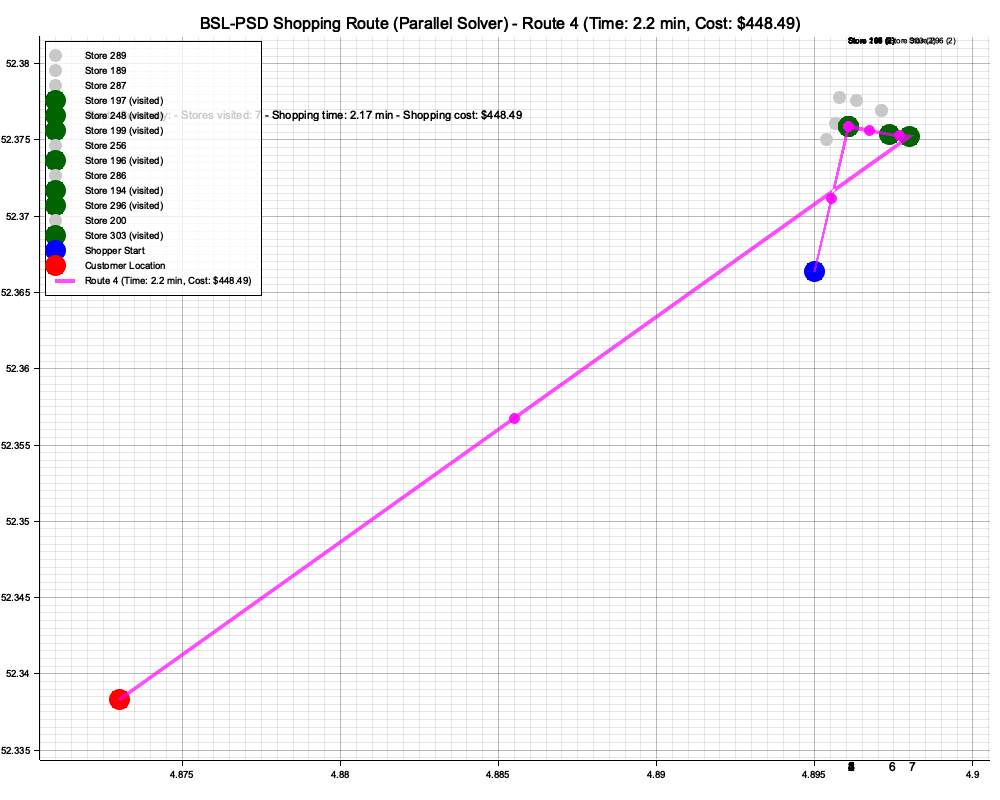 BSL-PSD Shopping Route (Parallel Solver) - Route 4 (Time: 2.2 min, Cost: $448.49)
Store 289
Store 189
Store 287
Store 197 (visited)
Store 248 (visited)
- Stores visited: 7 - Shopping time: 2.17 min - Shopping cost: $448.49
Store 199 (visited)
Store 256
Store 196 (visited)
Store 286
Store 194 (visited)
Store 296 (visited)
Store 200
Store 303 (visited)
Shopper Start
Customer Location
Route 4 (Time: 2.2 min, Cost: $448.49)
52.38
52.375
52.37
52.365
52.36
52.355
52.35
52.345
52.34
52.335
4.875
4.88
4.885
4.89
4.895
4.9
6
7